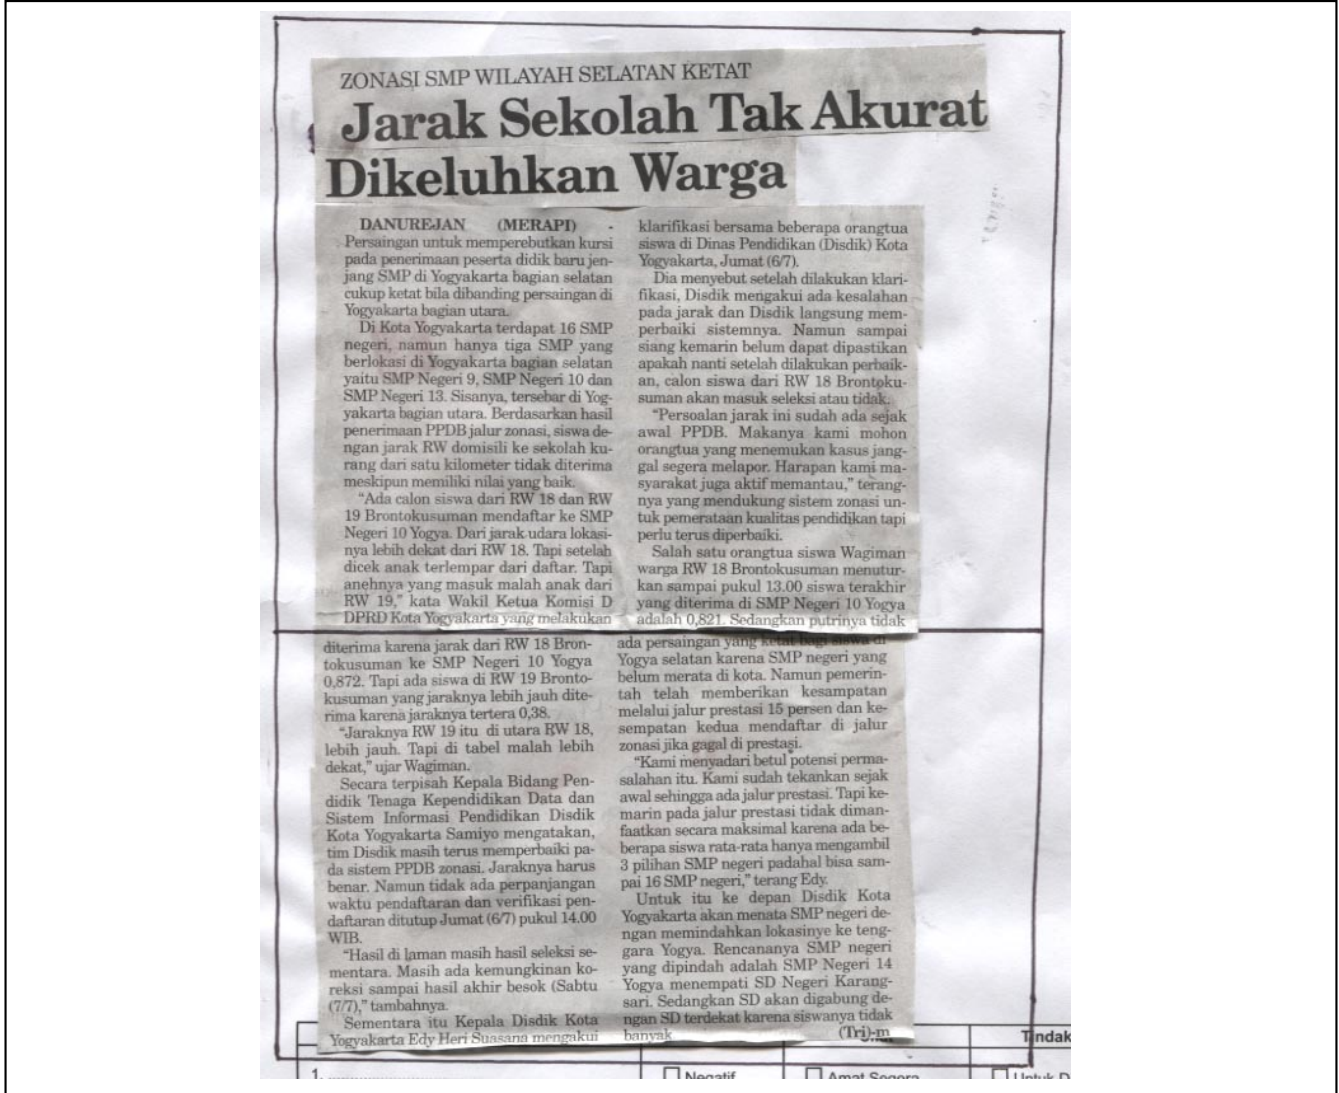 ZONASI SMP WILAYAH SELATAN KETAT
Jarak Sekolah Tak Akurat
Dikeluhkan Warga
DANUREJAN (MERAPI) -
Persaingan untuk memperebutkan kursi
pada penerimaan peserta didik baru jen-
jang SMP di Yogyakarta bagian selatan
cukup ketat bila dibanding persaingan di
Yogyakarta bagian utara.
Di Kota Yogyakarta terdapat 16 SMP
negeri, namun hanya tiga SMP yang
berlokasi di Yogyakarta bagian selatan
yaitu SMP Negeri 9, SMP Negeri 10 dan
SMP Negeri 13. Sisanya, tersebar di Yog-
yakarta bagian utara. Berdasarkan hasil
penerimaan PPDB jalur zonasi, siswa de-
ngan jarak RW domisili ke sekolah ku-
rang dari satu kilometer tidak diterima
meskipun memiliki nilai yang baik.
"Ada calon siswa dari RW 18 dan RW
19 Brontokusuman mendaftar ke SMP
Negeri 10 Yogya. Dari jarak udara lokasi-
nya lebih dekat dari RW 18. Tapi setelah
dicek anak terlempar dari daftar. Tapi
anehnya yang masuk malah anak dari
RW 19," kata Wakil Ketua Komisi D
DPRD Kota Yogyakarta yang melakukan
klarifikasi bersama beberapa orangtua
siswa di Dinas Pendidikan (Disdik) Kota
Yogyakarta, Jumat (6/7).
Dia menyebut setelah dilakukan klari-
fikasi, Disdik mengakui ada kesalahan
pada jarak dan Disdik langsung mem-
perbaiki sistemnya. Namun sampai
siang kemarin belum dapat dipastikan
apakah nanti setelah dilakukan perbaik-
an, calon siswa dari RW 18 Brontoku-
suman akan masuk seleksi atau tidak.
"Persoalan jarak ini sudah ada sejak
awal PPDB. Makanya kami mohon
orangtua yang menemukan kasus jang-
gal segera melapor. Harapan kami ma-
syarakat juga aktif memantau," terang-
nya yang mendukung sistem zonasi un-
tuk pemerataan kualitas pendidikan tapi
perlu terus diperbaiki.
Salah satu orangtua siswa Wagiman
warga RW 18 Brontokusuman menutur-
kan sampai pukul 13.00 siswa terakhir
yang diterima di SMP Negeri 10 Yogya
adalah 0,821. Sedangkan putrinya tidak
diterima karena jarak dari RW 18 Bron-
tokusuman ke SMP Negeri 10 Yogya
0,872. Tapi ada siswa di RW 19 Bronto-
kusuman yang jaraknya lebih jauh dite-
rima karena jaraknya tertera 0,38.
"Jaraknya RW 19 itu di utara RW 18,
lebih jauh. Tapi di tabel malah lebih
dekat," ujar Wagiman.
Secara terpisah Kepala Bidang Pen-
didik Tenaga Kependidikan Data dan
Sistem Informasi Pendidikan Disdik
Kota Yogyakarta Samiyo mengatakan,
tim Disdik masih terus memperbaiki pa-
da sistem PPDB zonasi. Jaraknya harus
benar. Namun tidak ada perpanjangan
waktu pendaftaran dan verifikasi pen-
daftaran ditutup Jumat (6/7) pukul 14.00
WIB.
"Hasil di laman masih hasil seleksi se-
mentara. Masih ada kemungkinan ko-
reksi sampai hasil akhir besok (Sabtu
(7/7)," tambahnya.
Sementara itu Kepala Disdik Kota
Yogyakarta Edy Heri Suasana mengakui
ada persaingan yang ketat bagi siswa di
Yogya selatan karena SMP negeri yang
belum merata di kota. Namun pemerin-
tah telah memberikan kesampatan
melalui jalur prestasi 15 persen dan ke-
sempatan kedua mendaftar di jalur
zonasi jika gagal di prestasi.
"Kami menyadari betul potensi perma-
salahan itu. Kami sudah tekankan sejak
awal sehingga ada jalur prestasi. Tapi ke-
marin pada jalur prestasi tidak diman-
faatkan secara maksimal karena ada be-
berapa siswa rata-rata hanya mengambil
3 pilihan SMP negeri padahal bisa sam-
pai 16 SMP negeri," terang Edy.
Untuk itu ke depan Disdik Kota
Yogyakarta akan menata SMP negeri de-
ngan memindahkan lokasinye ke teng-
gara Yogya. Rencananya SMP negeri
yang dipindah adalah SMP Negeri 14
Yogya menempati SD Negeri Karang-
sari. Sedangkan SD akan digabung de-
ngan SD terdekat karena siswanya tidak
banyak. (Tri)-m
Tindak
1.
Negatif
Amat Segera
Untuk D